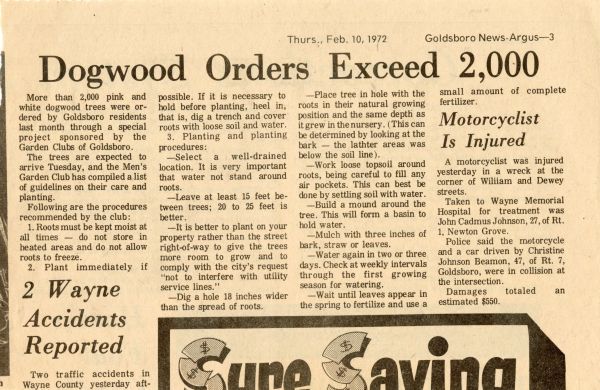 Thurs., Feb. 10, 1972
Goldsboro News-Argus—3
Dogwood Orders Exceed 2,000
More than 2,000 pink and
white dogwood trees were or-
dered by Goldsboro residents
last month through a special
project sponsored by the
Garden Clubs of Goldsboro.
The trees are expected to
arrive Tuesday, and the Men's
Garden Club has compiled a list
of guidelines on their care and
planting.
Following are the procedures
recommended by the club:
1. Roots must be kept moist at
all times — do not store in
heated areas and do not allow
roots to freeze.
2. Plant immediately if
possible. If it is necessary to
hold before planting, heel in,
that is, dig a trench and cover
roots with loose soil and water.
3. Planting and planting
procedures:
—Select a well-drained
location. It is very important
that water not stand around
roots.
—Leave at least 15 feet be-
tween trees; 20 to 25 feet is
better.
—It is better to plant on your
property rather than the street
right-of-way to give the trees
more room to grow and to
comply with the city's request
"not to interfere with utility
service lines."
—Dig a hole 18 inches wider
than the spread of roots.
—Place tree in hole with the
roots in their natural growing
position and the same depth as
it grew in the nursery. (This can
be determined by looking at the
bark — the lathter areas was
below the soil line).
—Work loose topsoil around
roots, being careful to fill any
air pockets. This can best be
done by settling soil with water.
—Build a mound around the
tree. This will form a basin to
hold water.
—Mulch with three inches of
bark, straw or leaves.
—Water again in two or three
days. Check at weekly intervals
through the first growing
season for watering.
—Wait until leaves appear in
the spring to fertilize and use a
small amount of complete
fertilizer.
Motorcyclist
Is Injured
A motorcyclist was injured
yesterday in a wreck at the
corner of William and Dewey
streets.
Taken to Wayne Memorial
Hospital for treatment was
John Cadmus Johnson, 27, of Rt.
1, Newton Grove.
Police said the motorcycle
and a car driven by Christine
Johnson Beamon, 47, of Rt. 7,
Goldsboro, were in collision at
the intersection.
Damages totaled an
estimated $550.
2 Wayne
Accidents
Reported
Two traffic accidents in
Wayne County yesterday aft-
Sure Saving